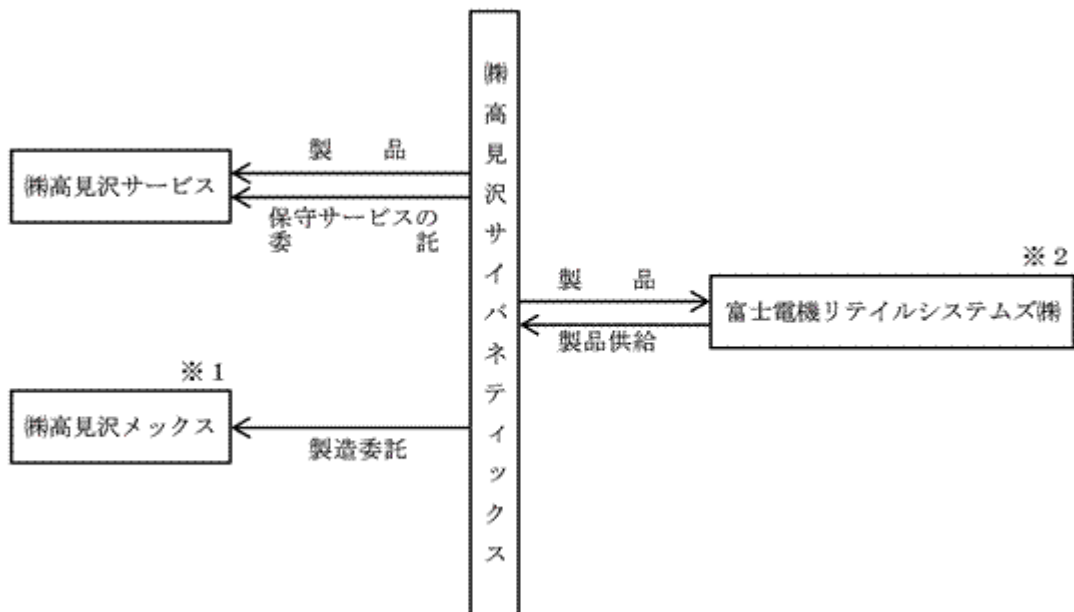 ㈱高見沢サイバネティックス
製　　品
㈱高見沢サービス
保守サービスの
委　　　　　託
※２
製　　品
富士電機リテイルシステムズ㈱
製品供給
※１
㈱高見沢メックス
製造委託